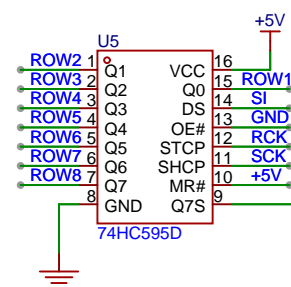 +5V
U5
ROW2 1 Q1 VCC 16
ROW3 2 Q2 Q0 15 ROW1
ROW4 3 Q3 DS 14 SI
ROW5 4 Q4 OE# 13 GND
ROW6 5 Q5 STCP 12 RCK
ROW7 6 Q6 SHCP 11 SCK
ROW8 7 Q7 MR# 10 +5V
8 GND Q7S 9
74HC595D